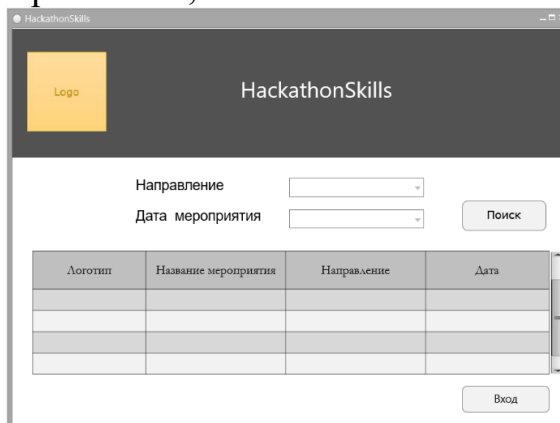 HackathonSkills
Logo
HackathonSkills
Направление
Дата мероприятия
Поиск
Логотип Название мероприятия Направление Дата
Вход